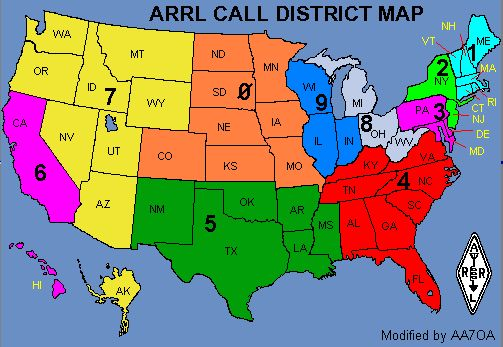 ARRL CALL DISTRICT MAP
WA
OR
CA
HI
ID
NV
AZ
MT
WY
UT
AK
7
6
ND
SD
NE
KS
CO
MN
IA
MO
Ø
NM
TX
OK
AR
LA
MS
5
WI
IL
IN
9
MI
OH
WV
8
KY
TN
VA
NC
SC
GA
AL
FL
4
PA
3
NY
2
VT
NH
ME
1
MA
RI
CT
NJ
DE
MD
A
R R
L
Modified by AA7OA